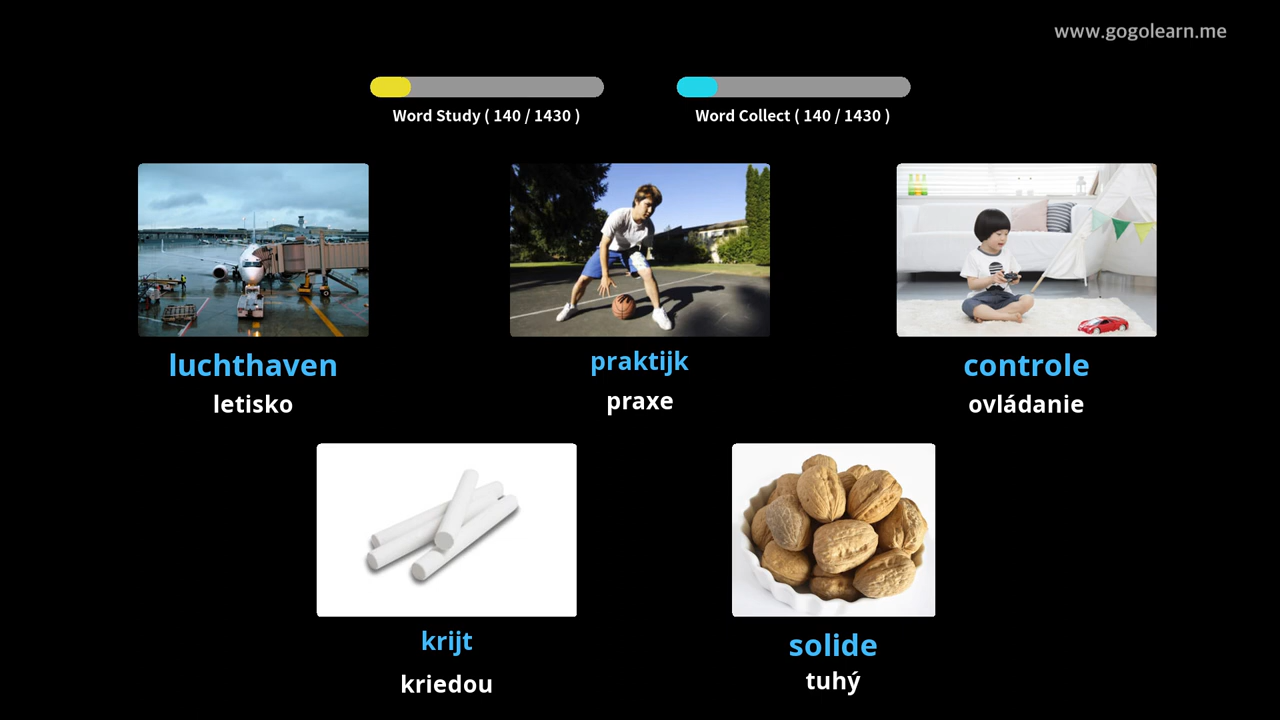 www.gogolearn.me
Word Study ( 140 / 1430 )
Word Collect ( 140 / 1430 )
luchthaven
letisko
praktijk
praxe
controle
ovládanie
krijt
kriedou
solide
tuhý